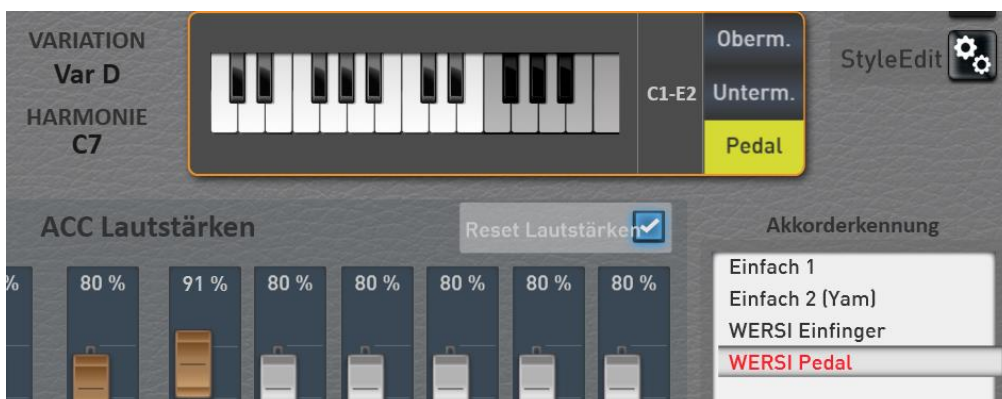 VARIATION
Var D
HARMONIE
C7
C1-E2
Oberm.
Unterm.
Pedal
StyleEdit
ACC Lautstärken
Reset Lautstärken
%
80 %
91 %
80 %
80 %
80 %
80 %
80 %
Akkorderkennung
Einfach 1
Einfach 2 (Yam)
WERSI Einfinger
WERSI Pedal